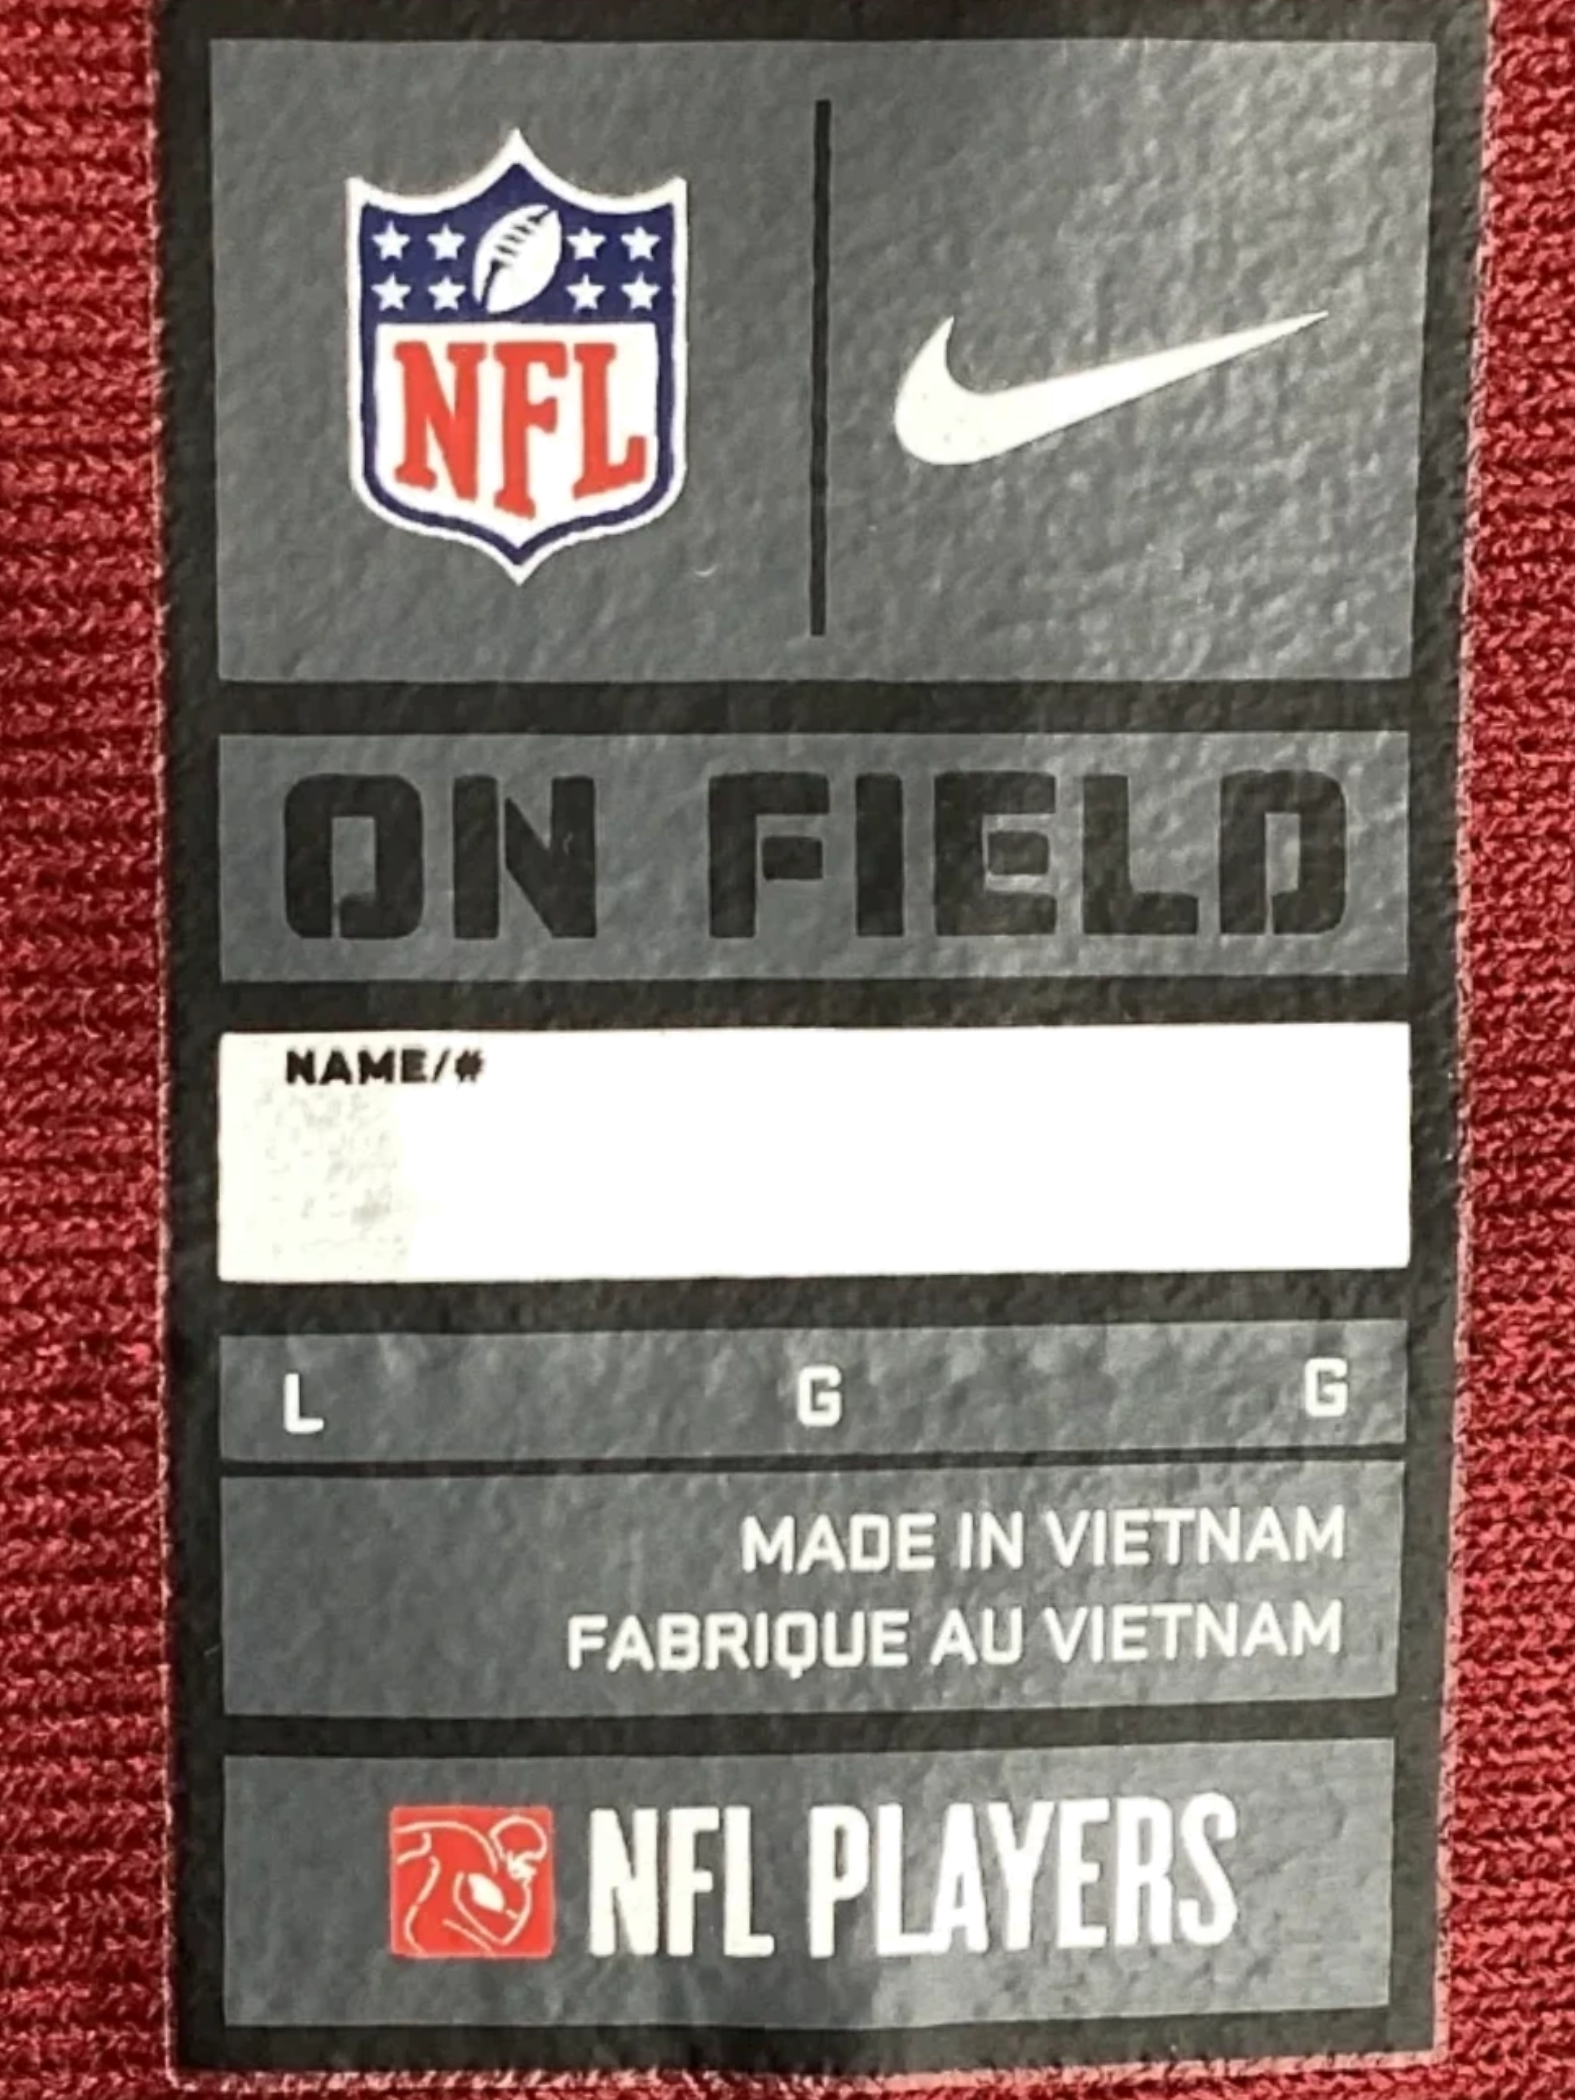 NFL
ON FIELD
NAME/#
L G G
MADE IN VIETNAM
FABRIQUE AU VIETNAM
NFL PLAYERS